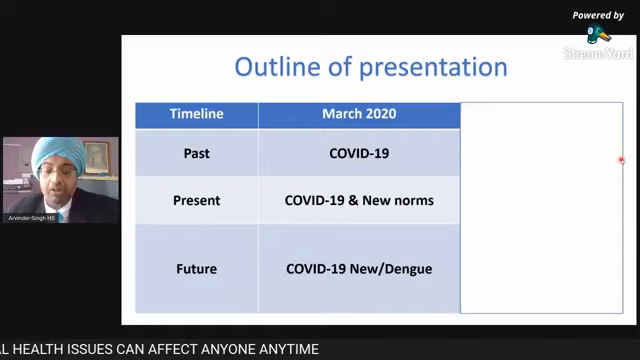 Powered by
StreamYard
Outline of presentation
Timeline March 2020
Past COVID-19
Present COVID-19 & New norms
Future COVID-19 New/Dengue
Arvinder-Singh HS
HEALTH ISSUES CAN AFFECT ANYONE ANYTIME